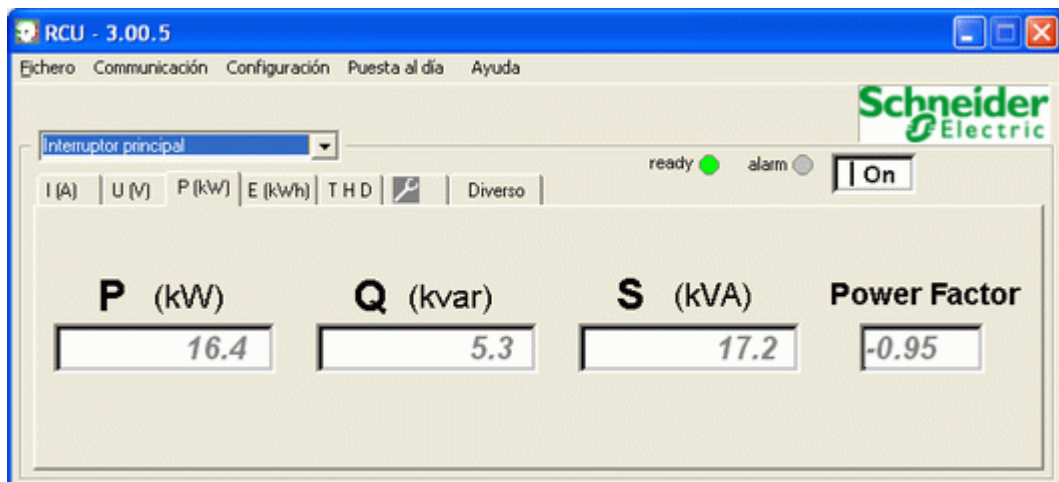 RCU - 3.00.5
Fichero Communicación Configuración Puesta al día Ayuda
Schneider
Electric
Interruptor principal
ready alarm | On
I (A) U (V) P (kW) E (kWh) T H D Diverso
P (kW) Q (kvar) S (kVA) Power Factor
16.4 5.3 17.2 -0.95